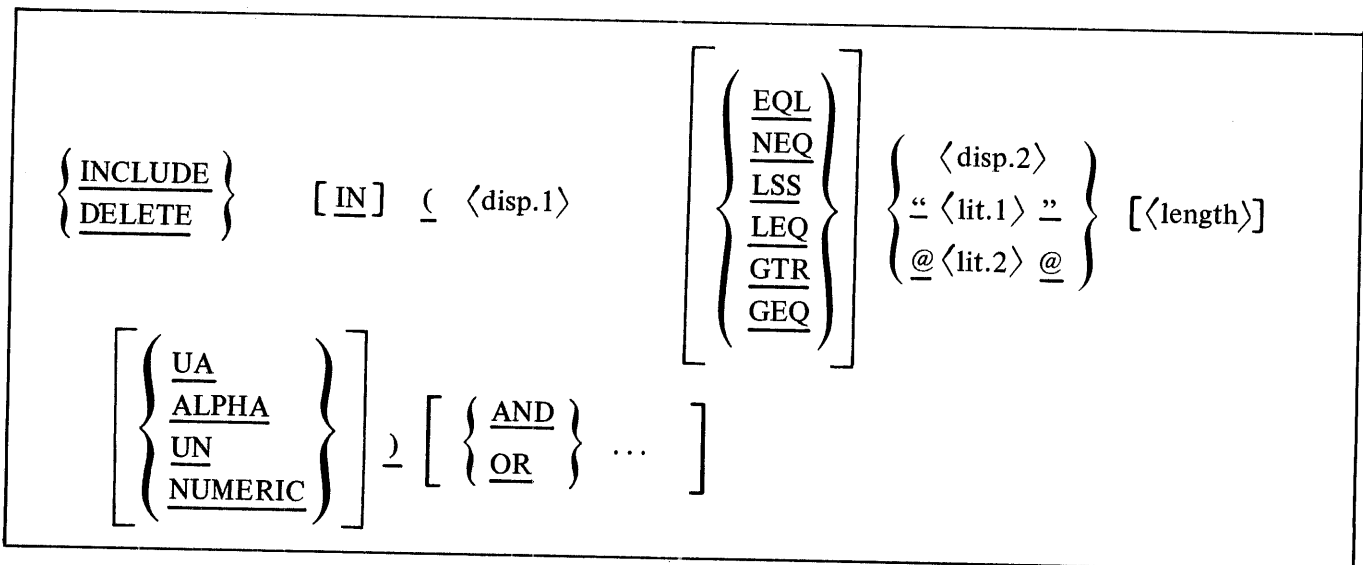 EQL
NEQ
LSS
LEQ
GTR
GEQ
{ INCLUDE
DELETE } [ IN ] ( ⟨disp.1⟩
⟨disp.2⟩
“ ⟨lit.1⟩ ”
@ ⟨lit.2⟩ @
[⟨length⟩]
UA
ALPHA
UN
NUMERIC
) [ { AND
OR } ... ]